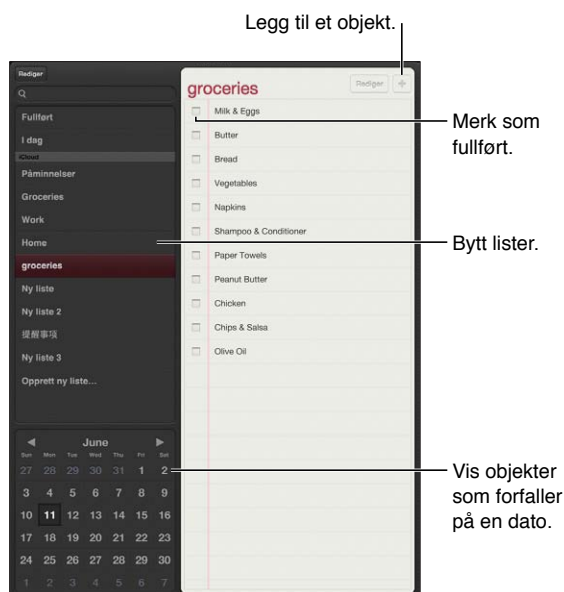 Legg til et objekt.
Rediger
Fullført
I dag
iCloud
Påminnelser
Groceries
Work
Home
groceries
Ny liste
Ny liste 2
提醒事项
Ny liste 3
Opprett ny liste...
June
Sun Mon Tue Wed Thu Fri Sat
27 28 29 30 31 1 2
3 4 5 6 7 8 9
10 11 12 13 14 15 16
17 18 19 20 21 22 23
24 25 26 27 28 29 30
1 2 3 4 5 6 7
groceries
Rediger +
Milk & Eggs
Butter
Bread
Vegetables
Napkins
Shampoo & Conditioner
Paper Towels
Peanut Butter
Chicken
Chips & Salsa
Olive Oil
Merk som
fullført.
Bytt lister.
Vis objekter
som forfaller
på en dato.